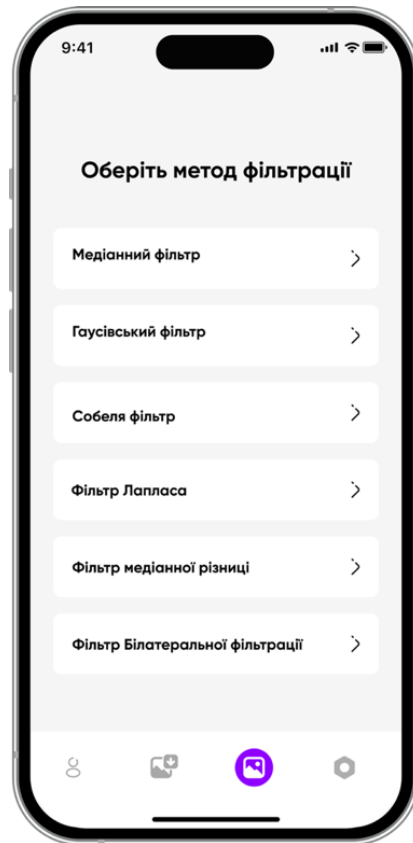 9:41
Оберіть метод фільтрації
Медіанний фільтр
Гаусівський фільтр
Собеля фільтр
Фільтр Лапласа
Фільтр медіанної різниці
Фільтр Білатеральної фільтрації